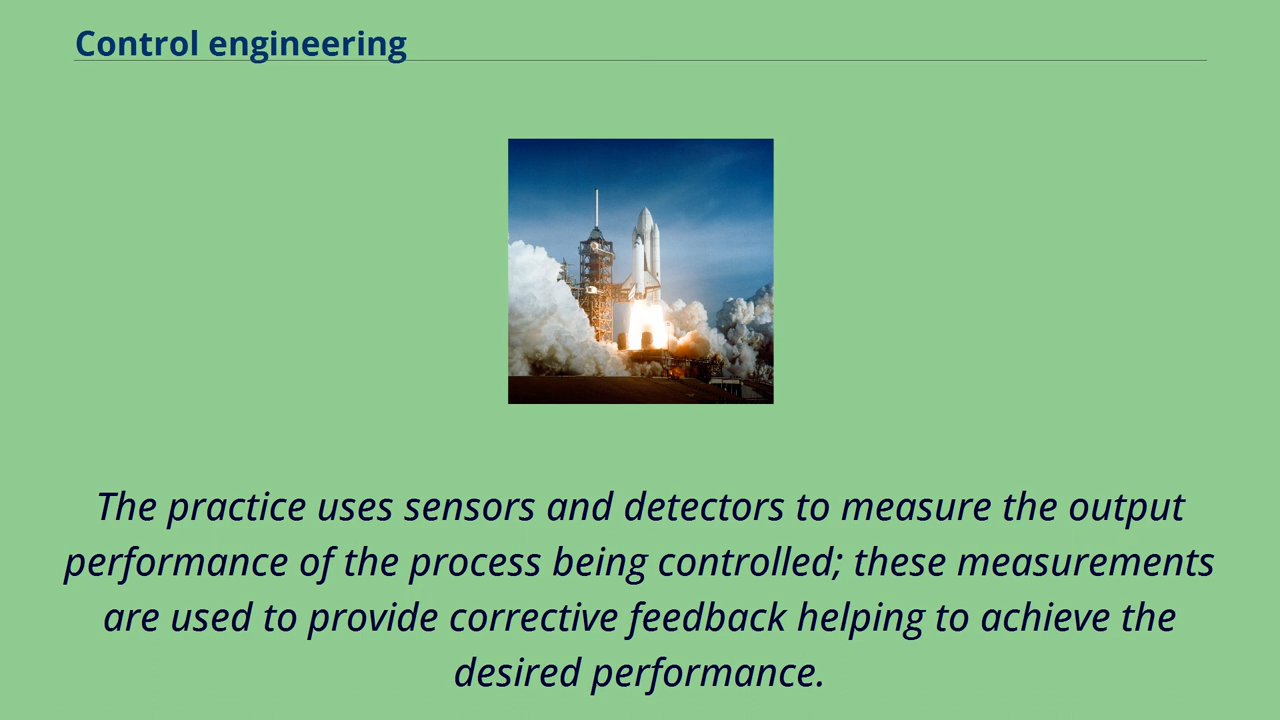 Control engineering
The practice uses sensors and detectors to measure the output
performance of the process being controlled; these measurements
are used to provide corrective feedback helping to achieve the
desired performance.